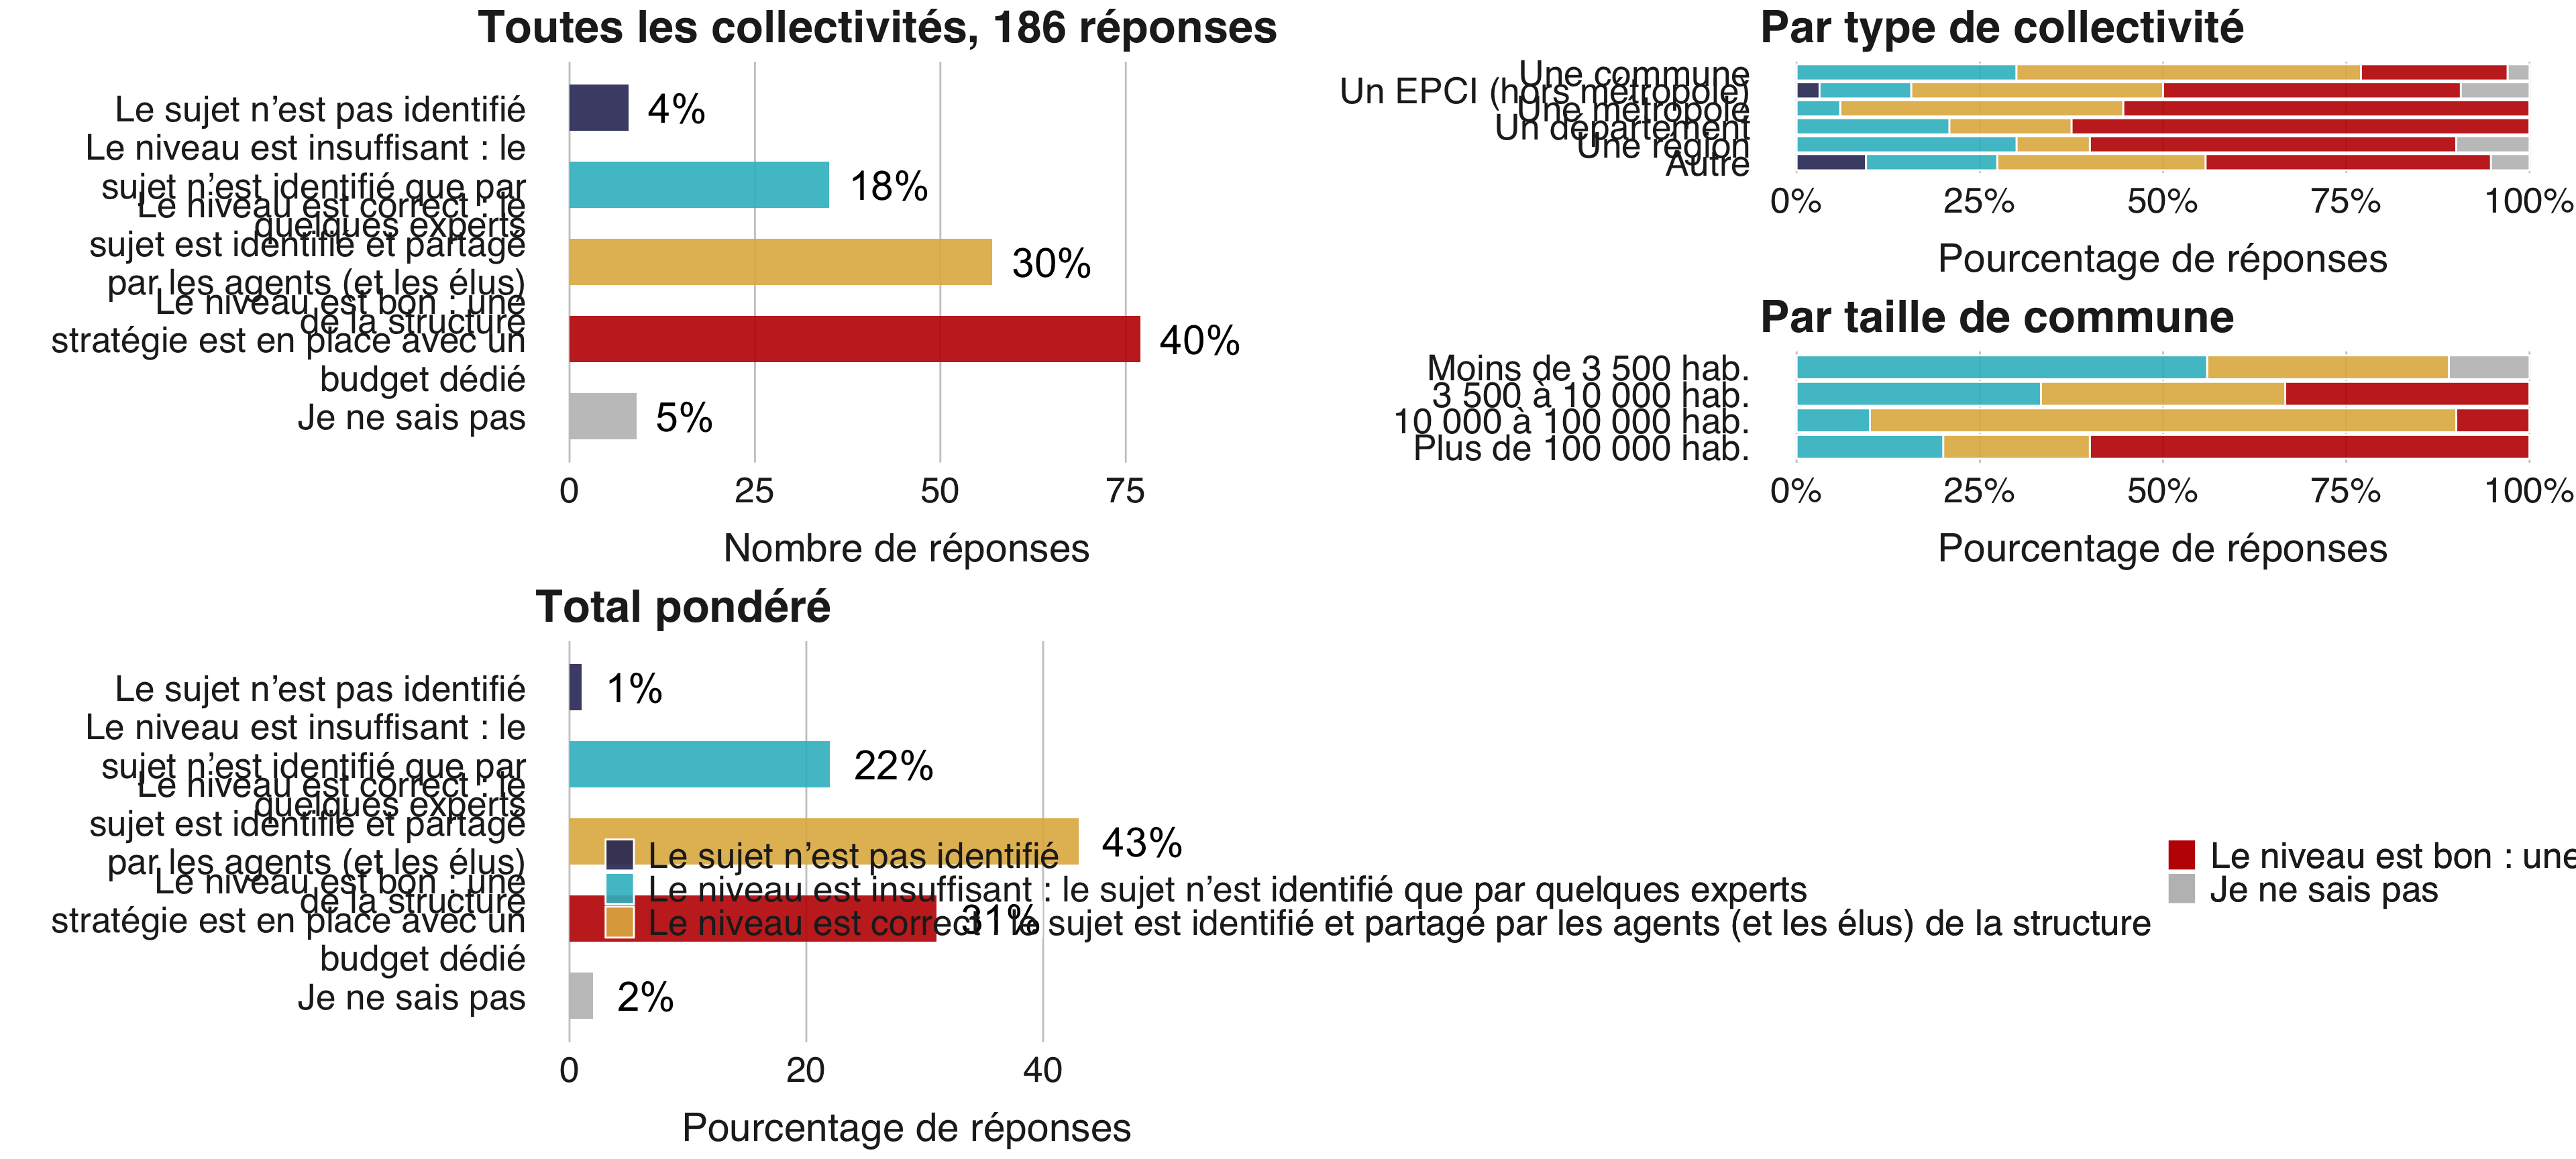 Toutes les collectivités, 186 réponses
Le sujet n’est pas identifié
4%
Le niveau est insuffisant : le
sujet n’est identifié que par
quelques experts
18%
Le niveau est correct : le
sujet est identifié et partagé
par les agents (et les élus)
de la structure
30%
Le niveau est bon : une
stratégie est en place avec un
budget dédié
40%
Je ne sais pas
5%
0 25 50 75
Nombre de réponses
Par type de collectivité
Une commune
Un EPCI (hors métropole)
Une métropole
Un département
Une région
Autre
0% 25% 50% 75% 100%
Pourcentage de réponses
Par taille de commune
Moins de 3 500 hab.
3 500 à 10 000 hab.
10 000 à 100 000 hab.
Plus de 100 000 hab.
0% 25% 50% 75% 100%
Pourcentage de réponses
Total pondéré
Le sujet n’est pas identifié
1%
Le niveau est insuffisant : le
sujet n’est identifié que par
quelques experts
22%
Le niveau est correct : le
sujet est identifié et partagé
par les agents (et les élus)
de la structure
43%
Le niveau est bon : une
stratégie est en place avec un
budget dédié
31%
Je ne sais pas
2%
0 20 40
Pourcentage de réponses
Le sujet n’est pas identifié
Le niveau est insuffisant : le sujet n’est identifié que par quelques experts
Le niveau est correct : le sujet est identifié et partagé par les agents (et les élus) de la structure
Le niveau est bon : une
Je ne sais pas